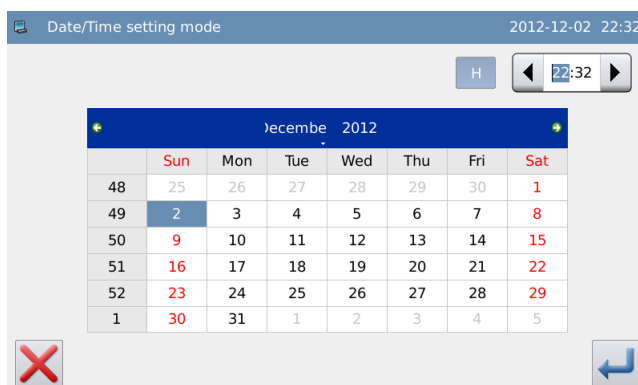 Date/Time setting mode 2012-12-02 22:32
H 22:32
ecembe 2012
Sun Mon Tue Wed Thu Fri Sat
48 25 26 27 28 29 30 1
49 2 3 4 5 6 7 8
50 9 10 11 12 13 14 15
51 16 17 18 19 20 21 22
52 23 24 25 26 27 28 29
1 30 31 1 2 3 4 5